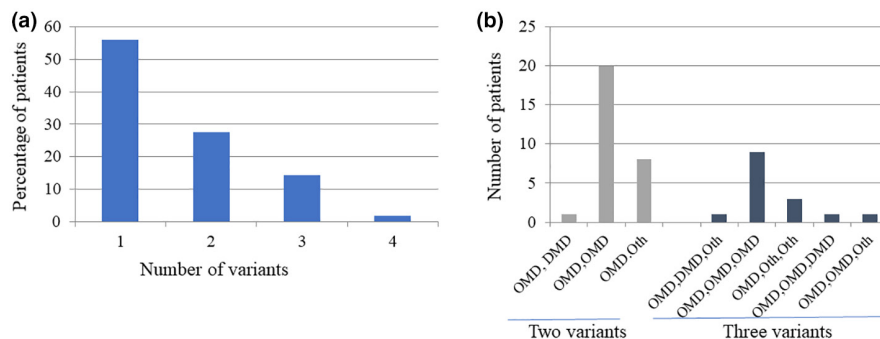 (a)
Percentage of patients
60
50
40
30
20
10
0
1 2 3 4
Number of variants
(b)
Number of patients
25
20
15
10
5
0
OMD, DMD
OMD,OMD
OMD,Oth
OMD,DMD,Oth
OMD,OMD,OMD
OMD,Oth,Oth
OMD,OMD,DMD
OMD,OMD,Oth
Two variants Three variants